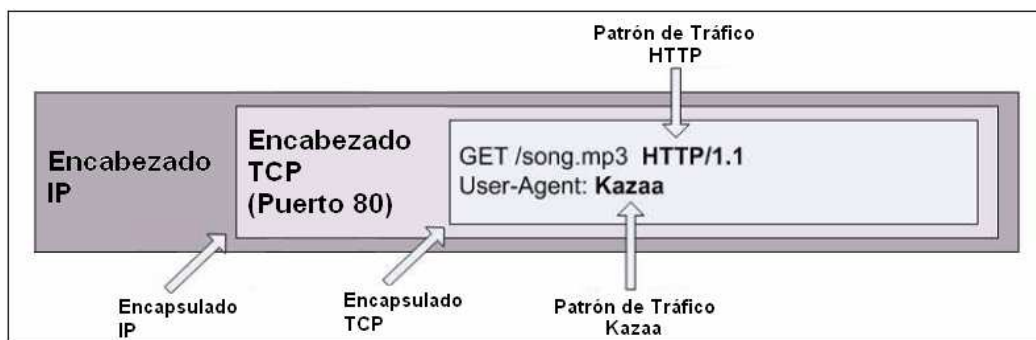 Patrón de Tráfico
HTTP
Encabezado
IP
Encabezado
TCP
(Puerto 80)
GET /song.mp3 HTTP/1.1
User-Agent: Kazaa
Encapsulado
IP
Encapsulado
TCP
Patrón de Tráfico
Kazaa